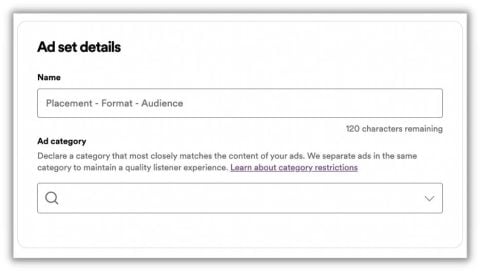 Ad set details
Name
Placement - Format - Audience
120 characters remaining
Ad category
Declare a category that most closely matches the content of your ads. We separate ads in the same
category to maintain a quality listener experience. Learn about category restrictions